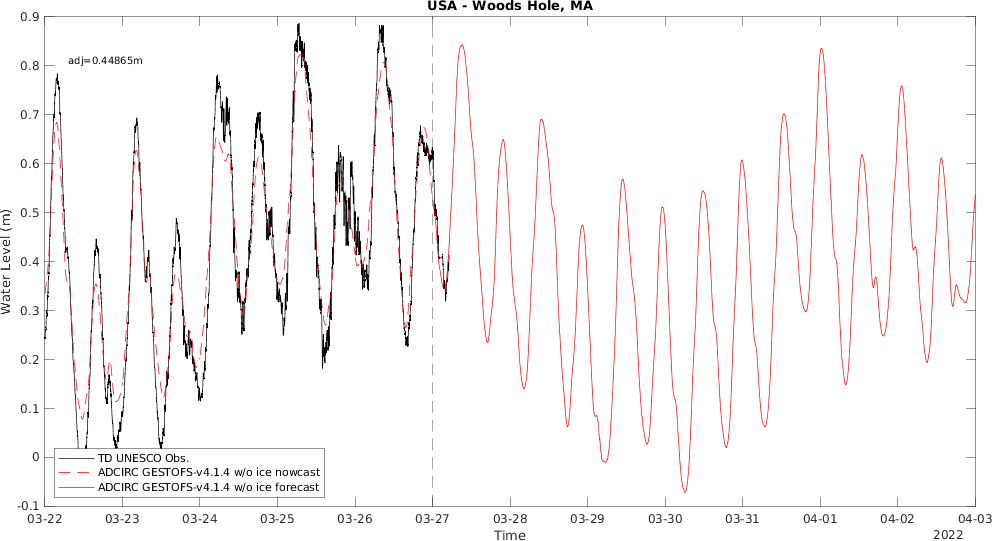 USA - Woods Hole, MA
adj=0.44865m
0.9
0.8
0.7
0.6
0.5
0.4
0.3
0.2
0.1
0
-0.1
Water Level (m)
TD UNESCO Obs.
ADCIRC GESTOFS-v4.1.4 w/o ice nowcast
ADCIRC GESTOFS-v4.1.4 w/o ice forecast
03-22 03-23 03-24 03-25 03-26 03-27 03-28 03-29 03-30 03-31 04-01 04-02 04-03
Time
2022